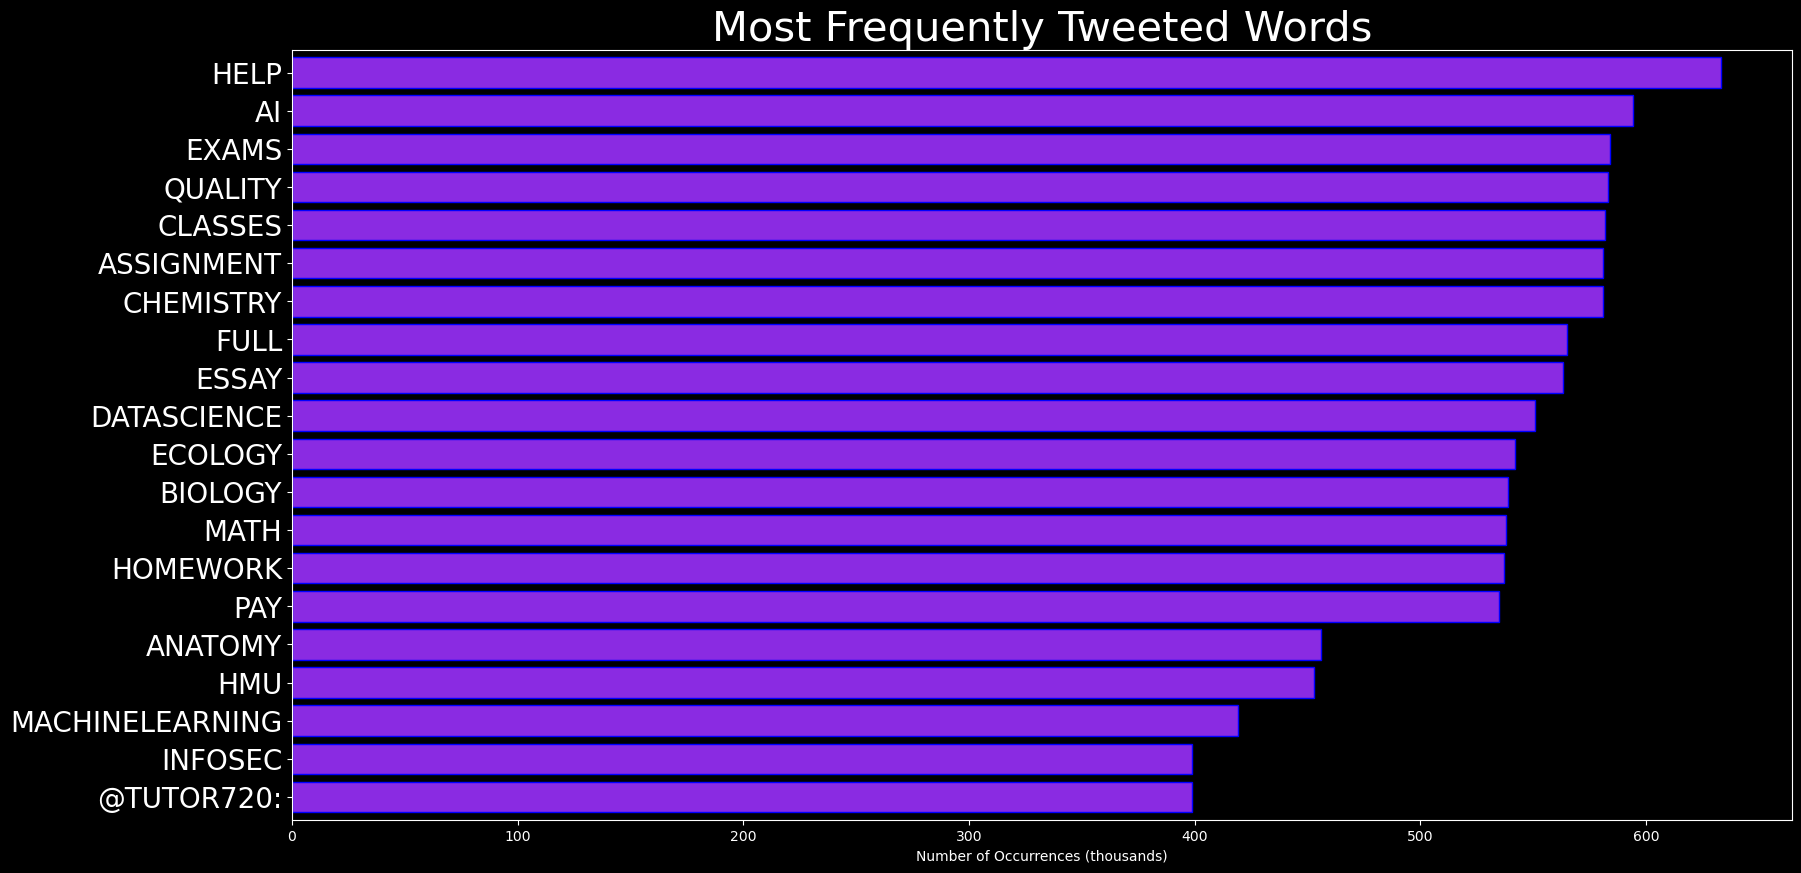 Most Frequently Tweeted Words
HELP
AI
EXAMS
QUALITY
CLASSES
ASSIGNMENT
CHEMISTRY
FULL
ESSAY
DATASCIENCE
ECOLOGY
BIOLOGY
MATH
HOMEWORK
PAY
ANATOMY
HMU
MACHINELEARNING
INFOSEC
@TUTOR720:
0 100 200 300 400 500 600
Number of Occurrences (thousands)